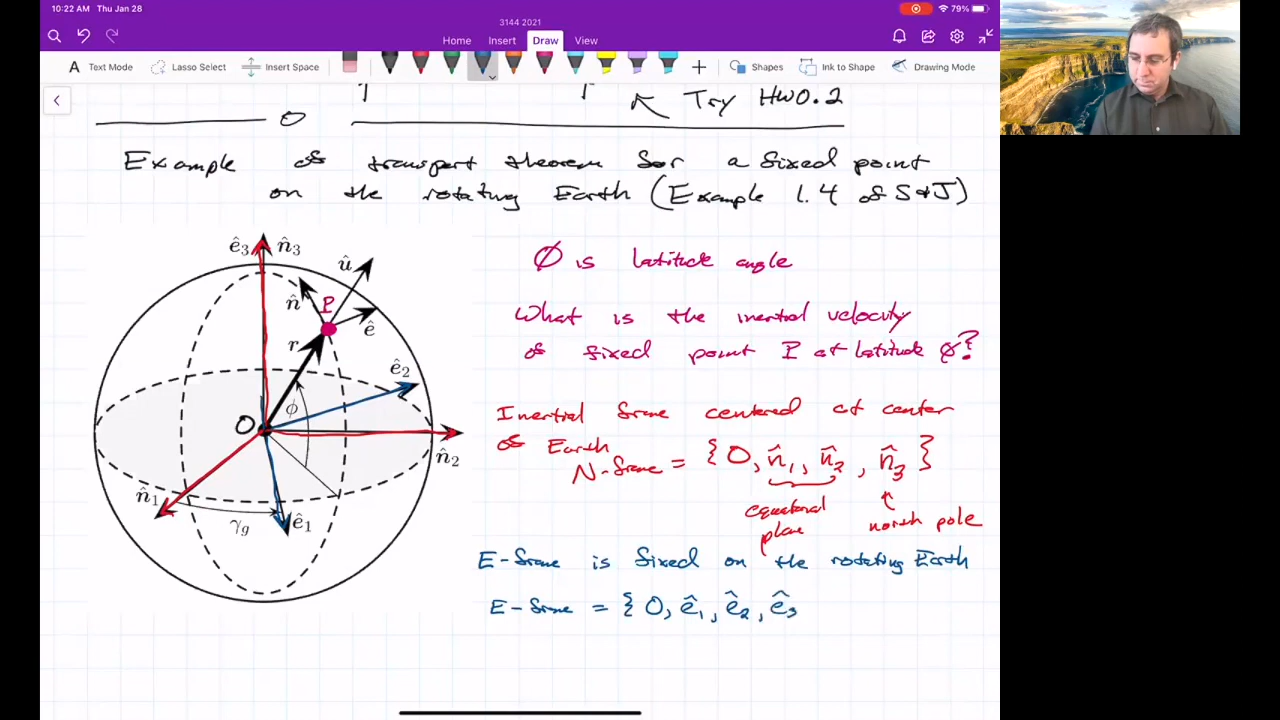 10:22 AM Thu Jan 28
79%
3144 2021
Home Insert Draw View
Text Mode Lasso Select Insert Space Shapes Ink to Shape Drawing Mode
Try HW0.2
Example of transport theorem for a fixed point
on the rotating Earth (Example 1.4 of S&J)
ê₃ n̂₃
û
n̂ P
ê
r
ê₂
O
ϕ
n̂₂
n̂₁
ê₁
γg
Ø is latitude angle
What is the inertial velocity
of fixed point P at latitude ø?
Inertial frame centered at center
of Earth
N-frame = {O, n̂₁, n̂₂, n̂₃}
equatorial
plane
north pole
E-frame is fixed on the rotating Earth
E-frame = {O, ê₁, ê₂, ê₃